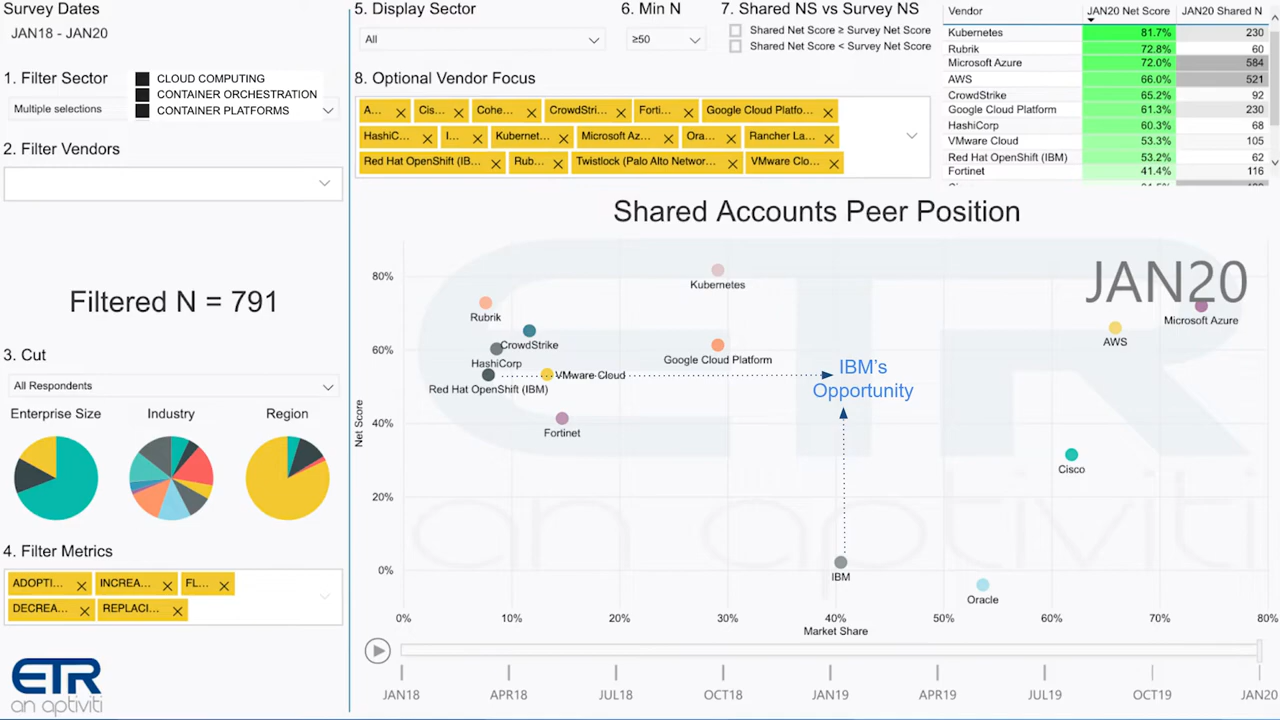 Survey Dates
JAN18 - JAN20
1. Filter Sector
CLOUD COMPUTING
CONTAINER ORCHESTRATION
CONTAINER PLATFORMS
Multiple selections
2. Filter Vendors
Filtered N = 791
3. Cut
All Respondents
Enterprise Size Industry Region
4. Filter Metrics
ADOPTI... INCREA... FL...
DECREA... REPLACI...
ETR
an aptiviti
5. Display Sector
All
6. Min N
≥50
7. Shared NS vs Survey NS
Shared Net Score ≥ Survey Net Score
Shared Net Score < Survey Net Score
8. Optional Vendor Focus
A... Cis... Cohe... CrowdStri... Forti... Google Cloud Platfo...
HashiC... I... Kubernet... Microsoft Az... Ora... Rancher La...
Red Hat OpenShift (IB... Rub... Twistlock (Palo Alto Networ... VMware Clo...
Vendor JAN20 Net Score JAN20 Shared N
Kubernetes 81.7% 230
Rubrik 72.8% 60
Microsoft Azure 72.0% 584
AWS 66.0% 521
CrowdStrike 65.2% 92
Google Cloud Platform 61.3% 230
HashiCorp 60.3% 68
VMware Cloud 53.3% 105
Red Hat OpenShift (IBM) 53.2% 62
Fortinet 41.4% 116
Shared Accounts Peer Position
ETR
an aptiviti
JAN20
80%
60%
40%
20%
0%
Net Score
Kubernetes
Rubrik
Microsoft Azure
CrowdStrike
AWS
HashiCorp
Google Cloud Platform
VMware Cloud
Red Hat OpenShift (IBM)
IBM's
Opportunity
Fortinet
Cisco
IBM
Oracle
0% 10% 20% 30% 40% 50% 60% 70% 80%
Market Share
JAN18 APR18 JUL18 OCT18 JAN19 APR19 JUL19 OCT19 JAN20